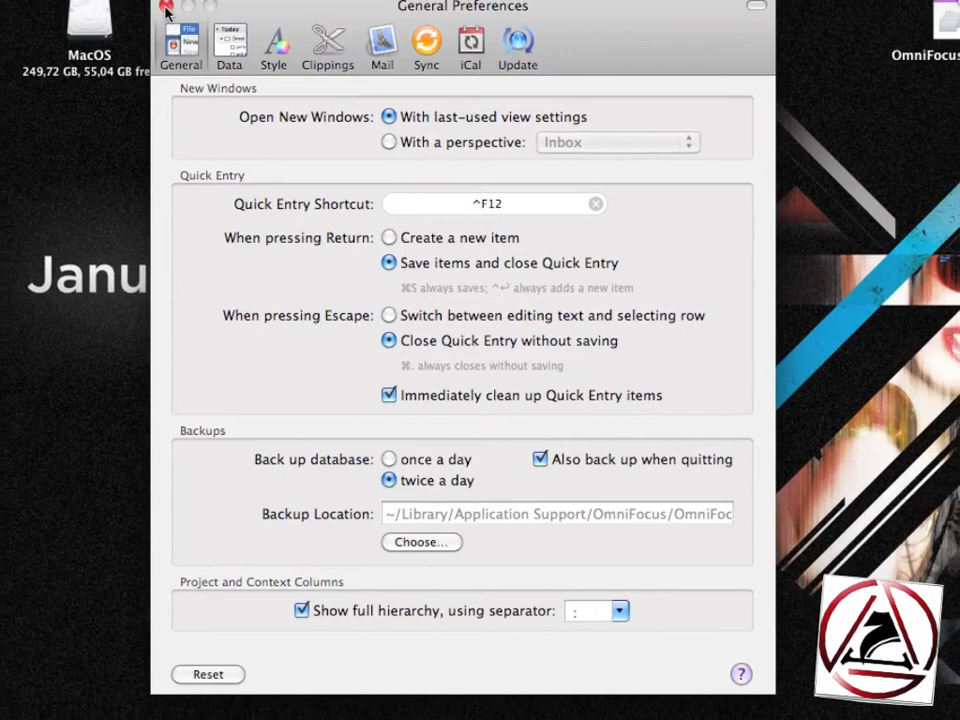 General Preferences
MacOS
249,72 GB, 55,04 GB fre
OmniFocus
General
Data
Style
Clippings
Mail
Sync
iCal
Update
New Windows
Open New Windows: With last-used view settings
With a perspective: Inbox
Quick Entry
Quick Entry Shortcut: ^F12
When pressing Return: Create a new item
Save items and close Quick Entry
⌘S always saves; ^↩ always adds a new item
When pressing Escape: Switch between editing text and selecting row
Close Quick Entry without saving
⌘. always closes without saving
Immediately clean up Quick Entry items
Janu
Backups
Back up database: once a day Also back up when quitting
twice a day
Backup Location: ~/Library/Application Support/OmniFocus/OmniFoc
Choose...
Project and Context Columns
Show full hierarchy, using separator: :
Reset
?